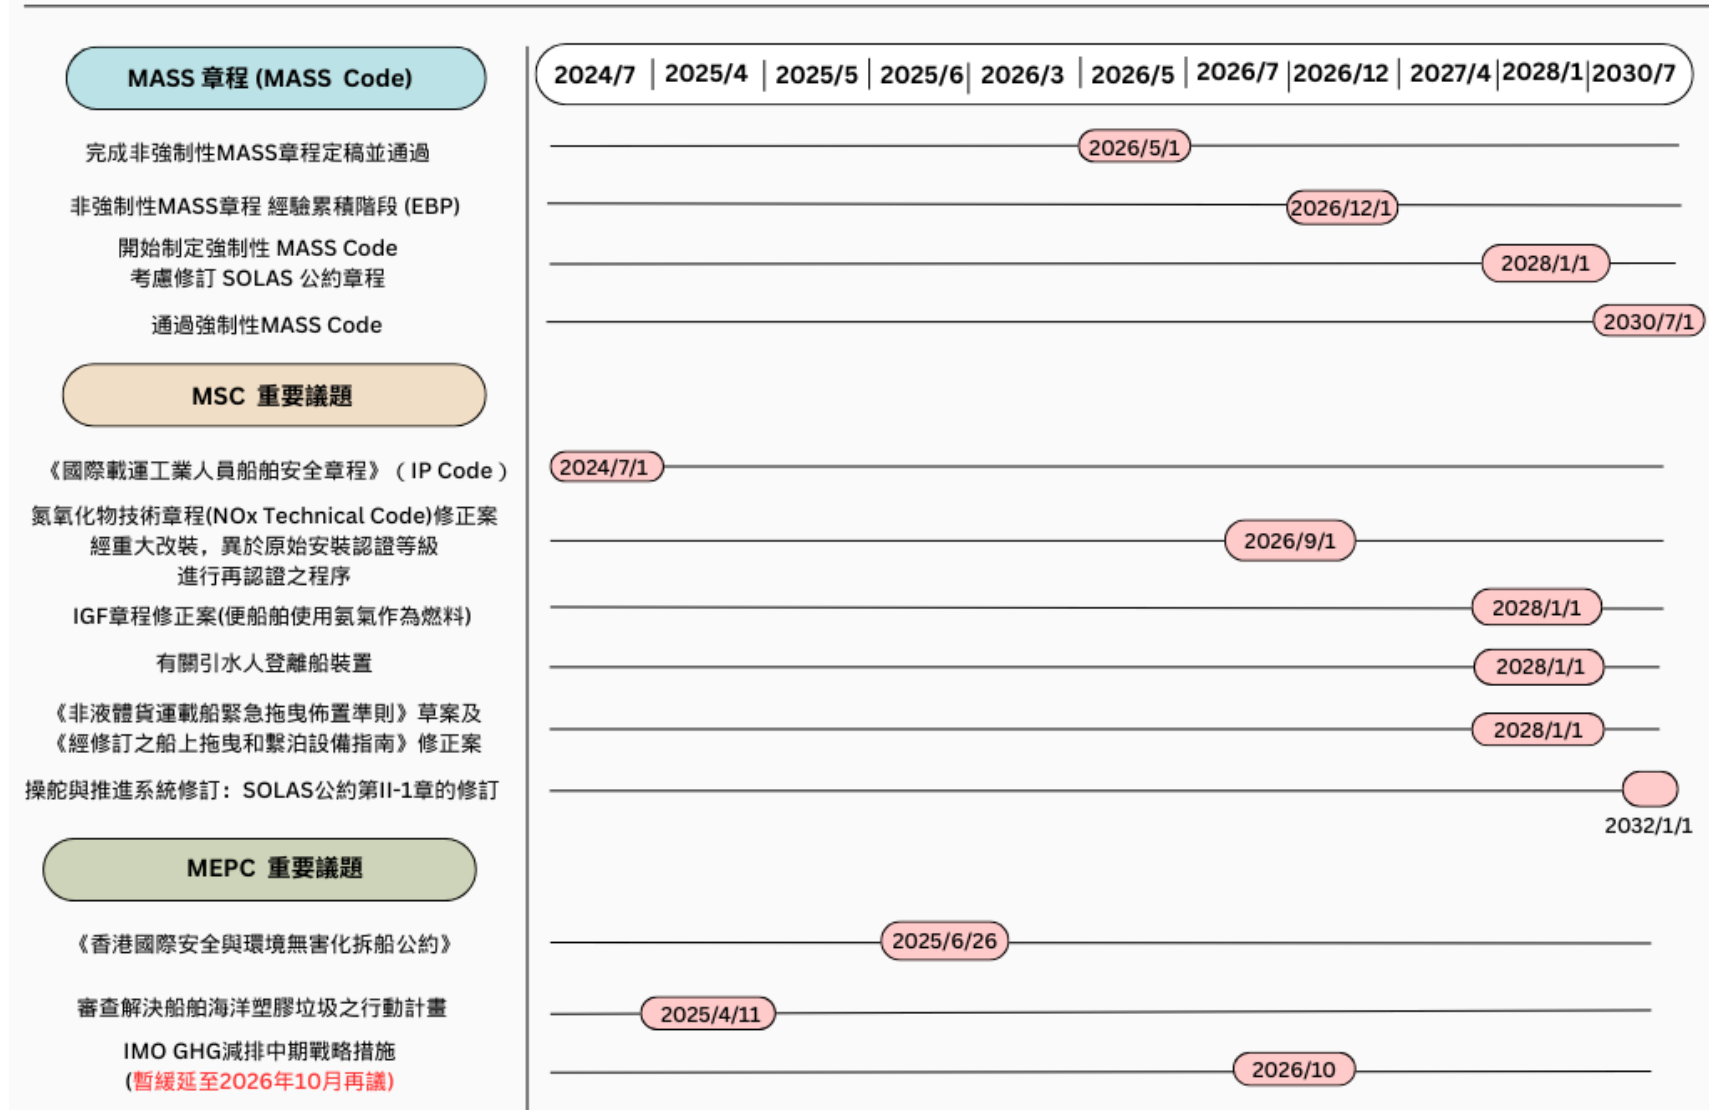 MASS 章程 (MASS Code)
2024/7 | 2025/4 | 2025/5 | 2025/6 | 2026/3 | 2026/5 | 2026/7 | 2026/12 | 2027/4 | 2028/1 | 2030/7
完成非強制性MASS章程定稿並通過
2026/5/1
非強制性MASS章程 經驗累積階段 (EBP)
2026/12/1
開始制定強制性 MASS Code
考慮修訂 SOLAS 公約章程
2028/1/1
通過強制性MASS Code
2030/7/1
MSC 重要議題
《國際載運工業人員船舶安全章程》（IP Code）
2024/7/1
氮氧化物技術章程(NOx Technical Code)修正案
經重大改裝，異於原始安裝認證等級
進行再認證之程序
2026/9/1
IGF章程修正案(便船舶使用氨氣作為燃料)
2028/1/1
有關引水人登離船裝置
2028/1/1
《非液體貨運載船緊急拖曳佈置準則》草案及
《經修訂之船上拖曳和繫泊設備指南》修正案
2028/1/1
操舵與推進系統修訂：SOLAS公約第II-1章的修訂
2032/1/1
MEPC 重要議題
《香港國際安全與環境無害化拆船公約》
2025/6/26
審查解決船舶海洋塑膠垃圾之行動計畫
2025/4/11
IMO GHG減排中期戰略措施
(暫緩延至2026年10月再議)
2026/10